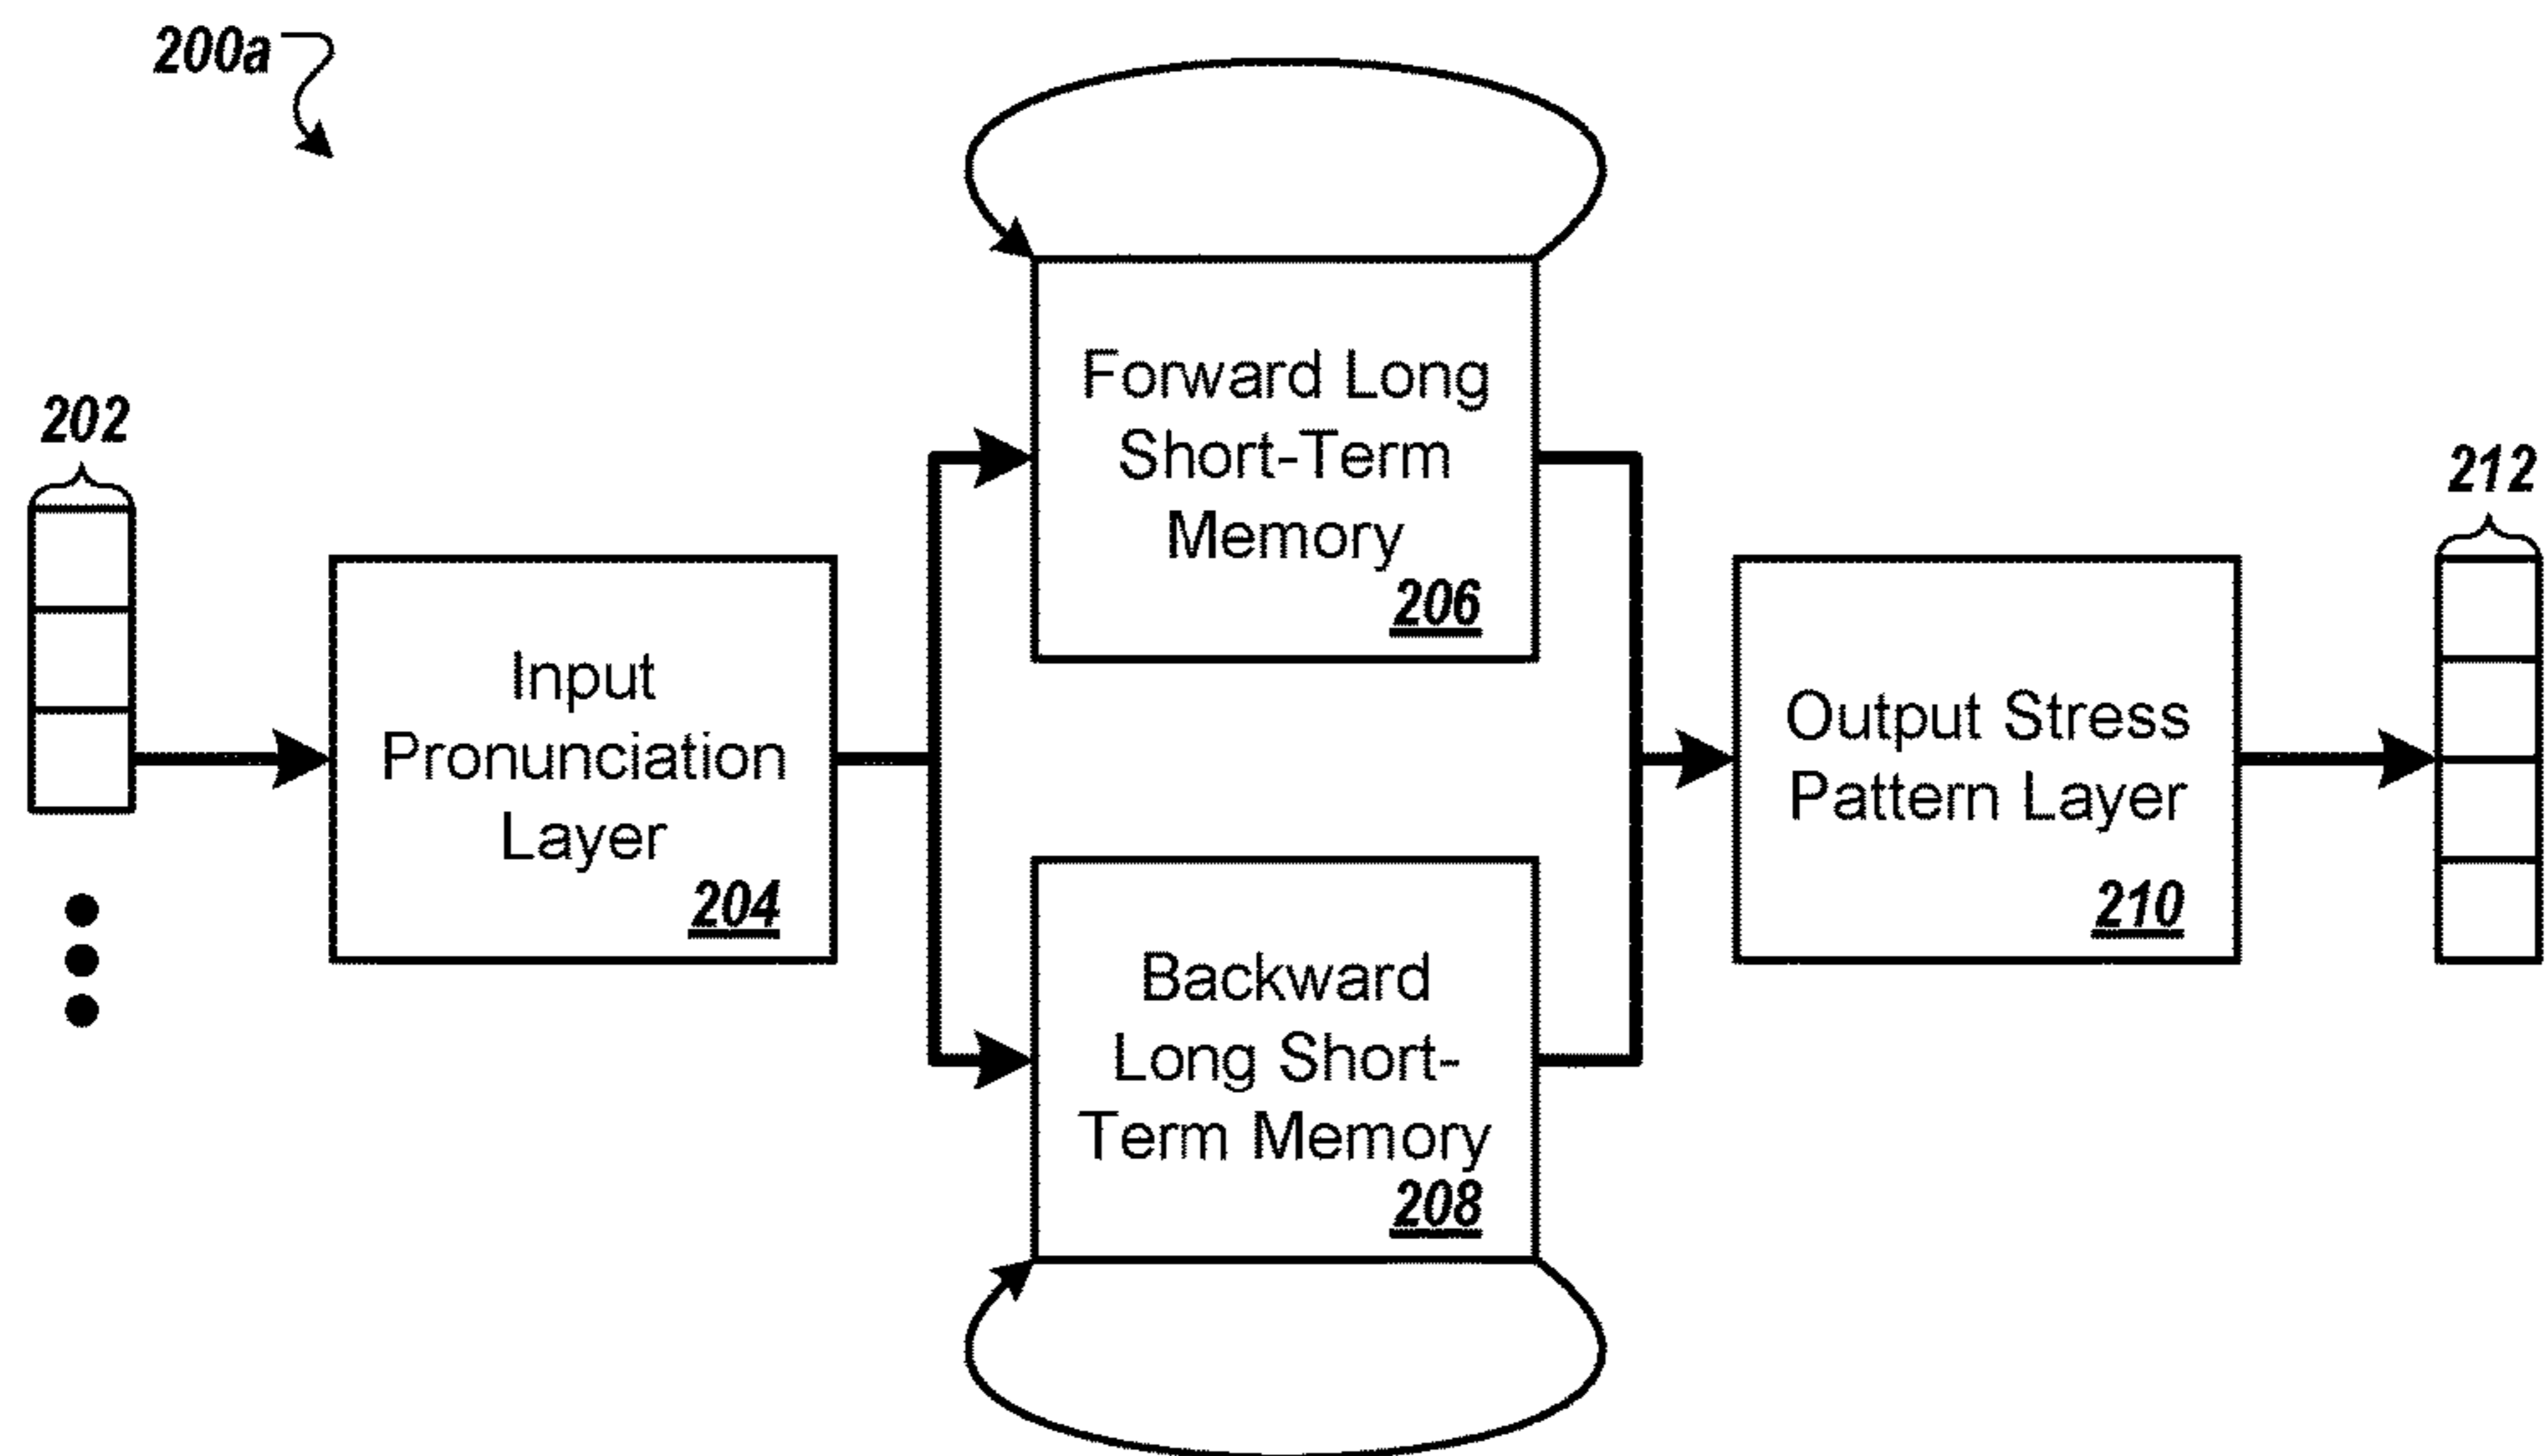 200a
202
Input
Pronunciation
Layer
204
Forward Long
Short-Term
Memory
206
Backward
Long Short-
Term Memory
208
Output Stress
Pattern Layer
210
212